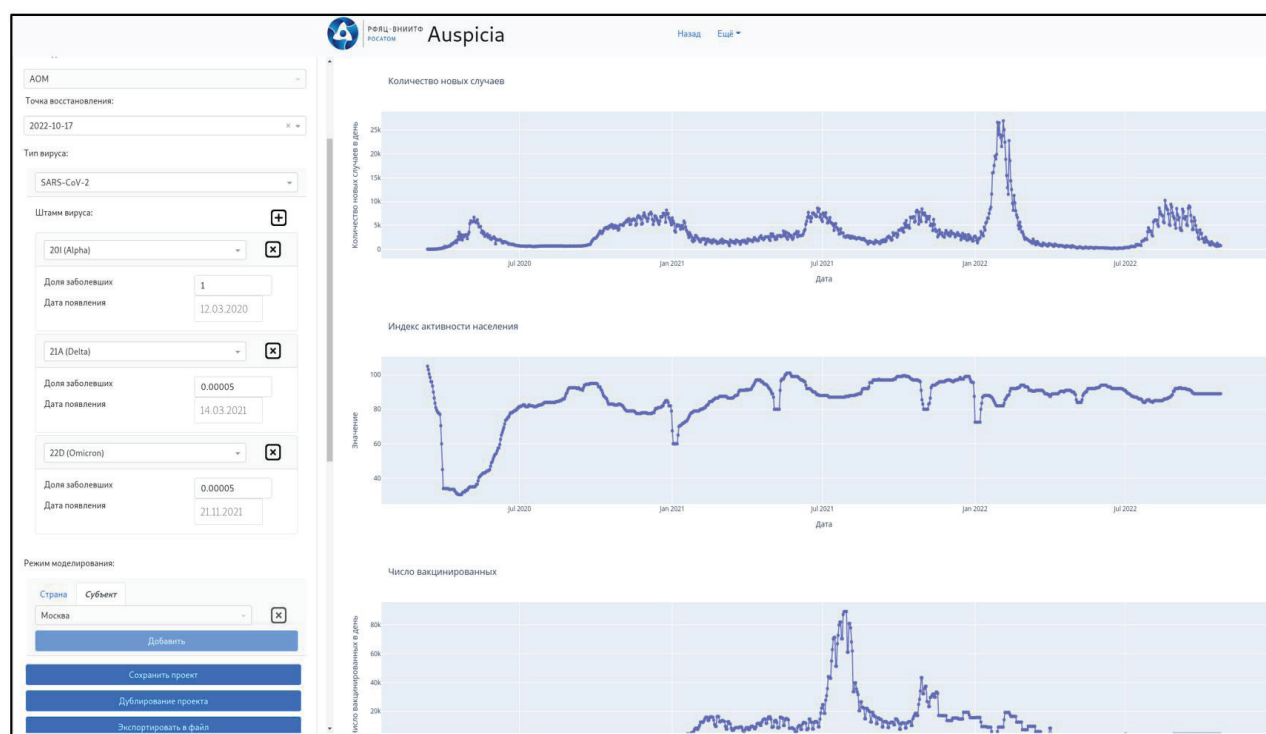 РФЯЦ-ВНИИТФ
РОСАТОМ
Auspicia
Назад Ещё
АОМ
Точка восстановления:
2022-10-17
Тип вируса:
SARS-CoV-2
Штамм вируса:
20I (Alpha)
Доля заболевших
1
Дата появления
12.03.2020
21A (Delta)
Доля заболевших
0.00005
Дата появления
14.03.2021
22D (Omicron)
Доля заболевших
0.00005
Дата появления
21.11.2021
Режим моделирования:
Страна Субъект
Москва
Добавить
Сохранить проект
Дублирование проекта
Экспортировать в файл
Количество новых случаев
Количество новых случаев в день
25k
20k
15k
10k
5k
0
Jul 2020 Jan 2021 Jul 2021 Jan 2022 Jul 2022
Дата
Индекс активности населения
Значение
100
80
60
40
Jul 2020 Jan 2021 Jul 2021 Jan 2022 Jul 2022
Дата
Число вакцинированных
вакцинированных в день
80k
60k
40k
20k